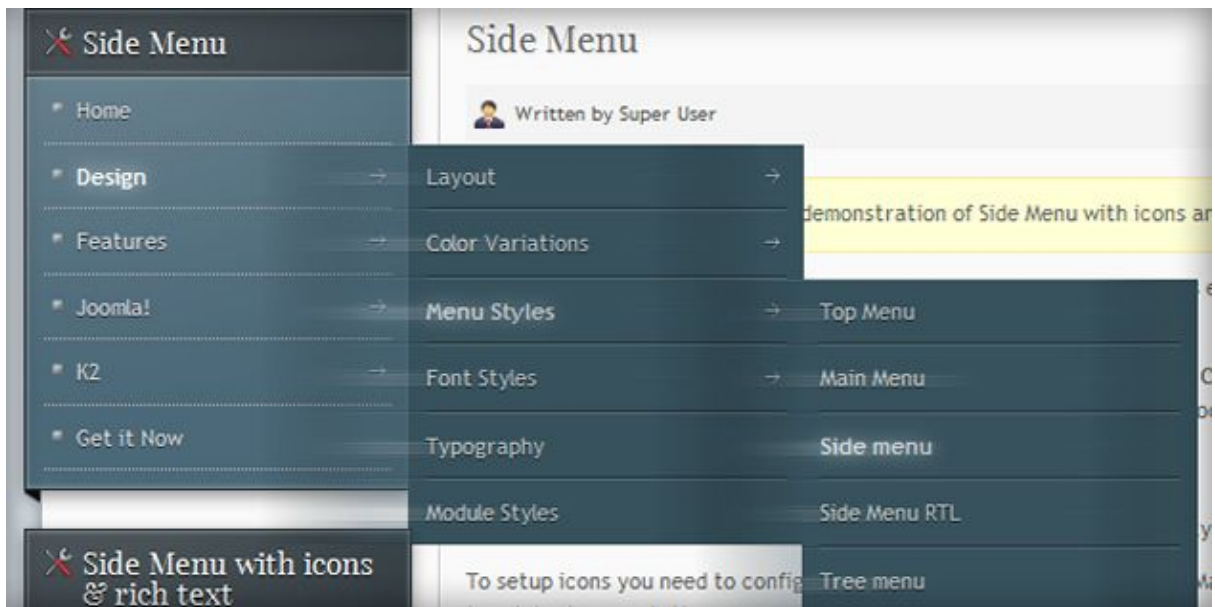 Side Menu
Home
Design
Features
Joomla!
K2
Get it Now
Side Menu with icons
& rich text
Layout
Color Variations
Menu Styles
Font Styles
Typography
Module Styles
Top Menu
Main Menu
Side menu
Side Menu RTL
Tree menu
Side Menu
Written by Super User
demonstration of Side Menu with icons
To setup icons you need to